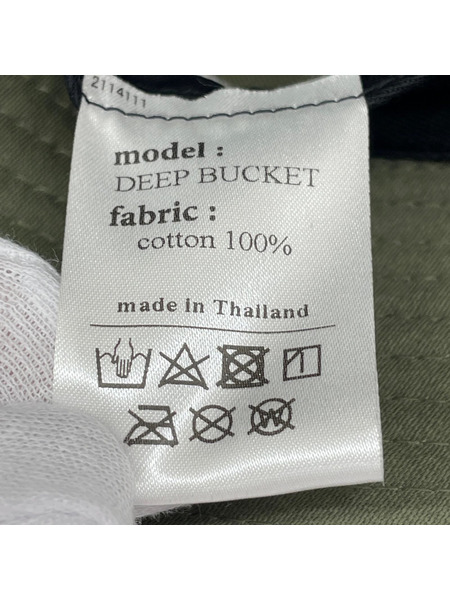 2114111
model :
DEEP BUCKET
fabric :
cotton 100%
made in Thailand
W